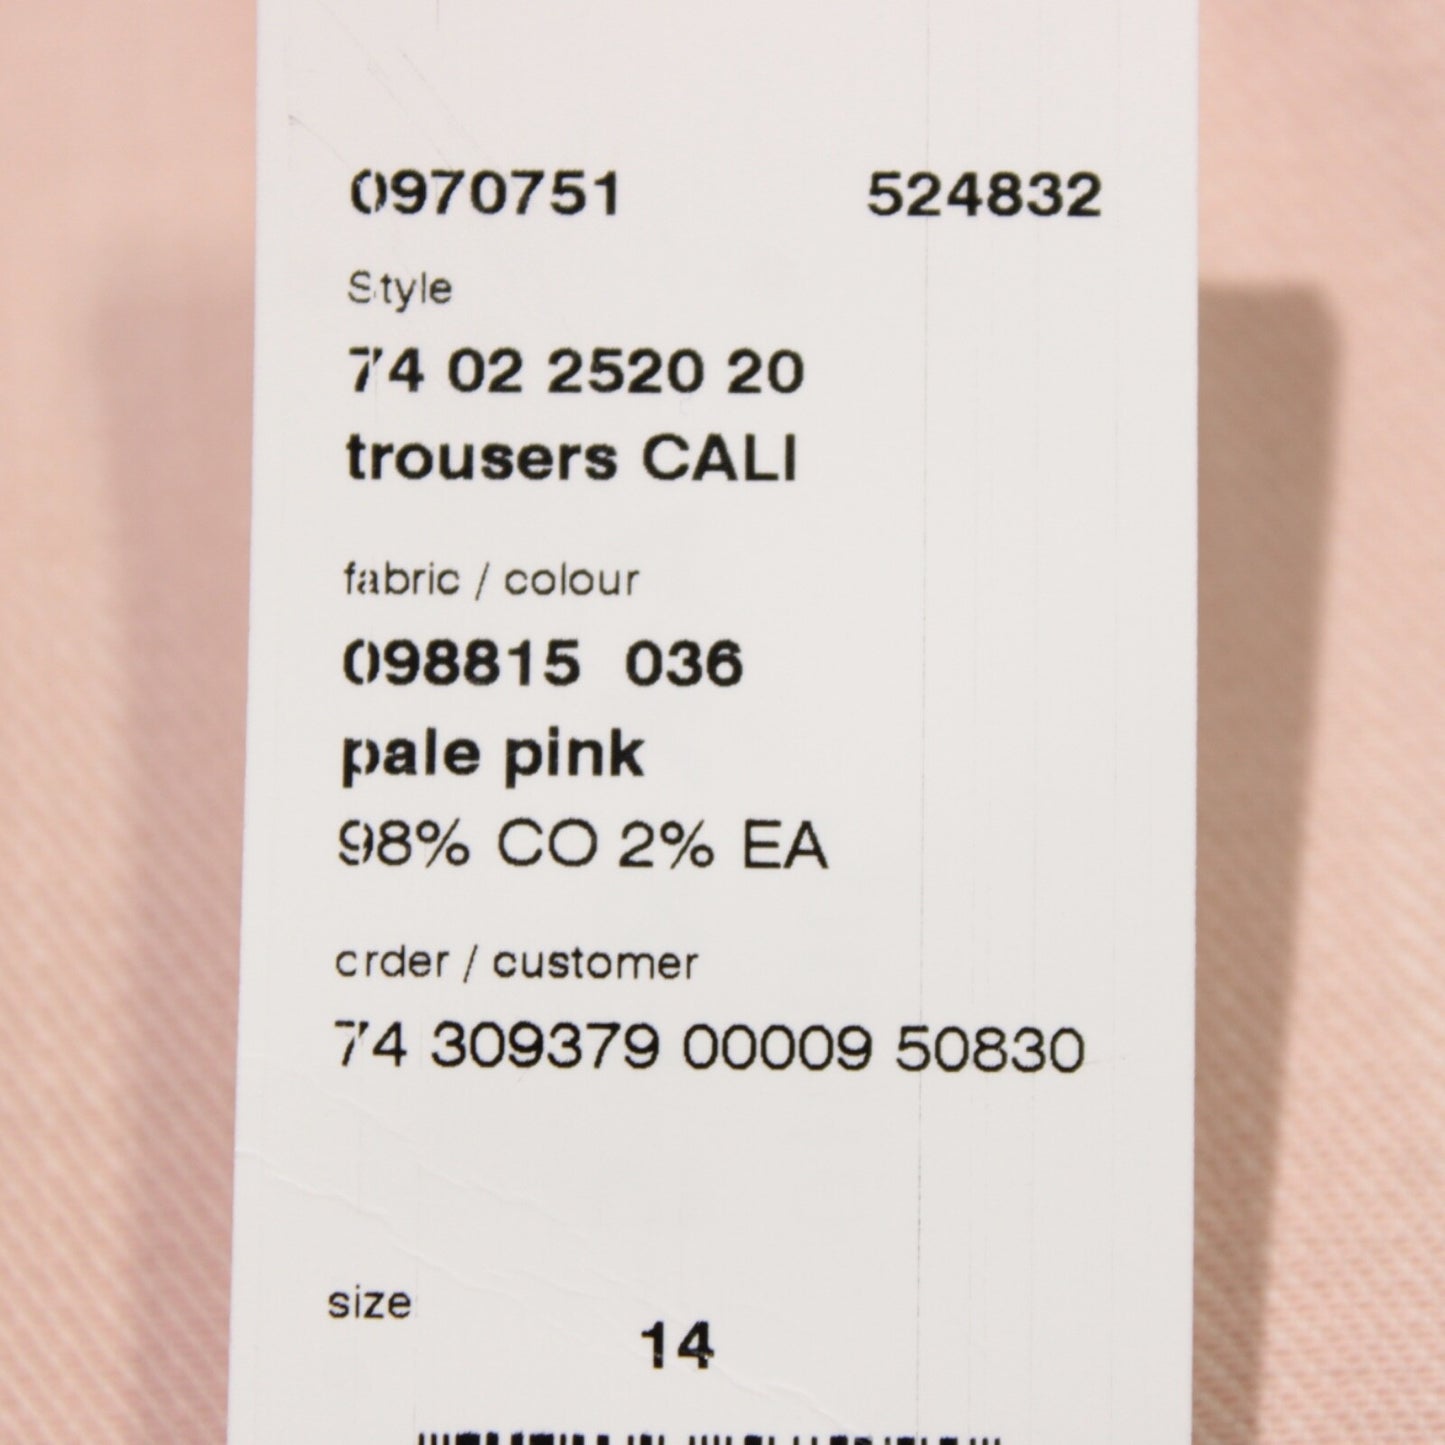 0970751 524832
Style
74 02 2520 20
trousers CALI
fabric / colour
098815 036
pale pink
98% CO 2% EA
order / customer
74 309379 00009 50830
size
14